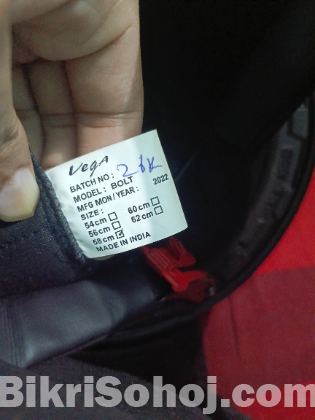 Vega
BATCH NO: 26K
MODEL: BOLT
MFG MON/YEAR: 2022
SIZE:
54cm 60cm
56cm 62cm
58cm
MADE IN INDIA
BikriSohoj.com